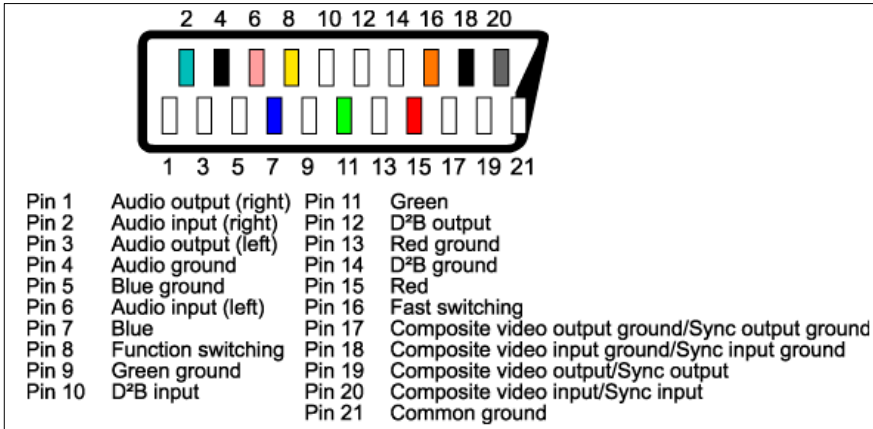 2 4 6 8 10 12 14 16 18 20
1 3 5 7 9 11 13 15 17 19 21
Pin 1 Audio output (right)
Pin 2 Audio input (right)
Pin 3 Audio output (left)
Pin 4 Audio ground
Pin 5 Blue ground
Pin 6 Audio input (left)
Pin 7 Blue
Pin 8 Function switching
Pin 9 Green ground
Pin 10 D²B input
Pin 11 Green
Pin 12 D²B output
Pin 13 Red ground
Pin 14 D²B ground
Pin 15 Red
Pin 16 Fast switching
Pin 17 Composite video output ground/Sync output ground
Pin 18 Composite video input ground/Sync input ground
Pin 19 Composite video output/Sync output
Pin 20 Composite video input/Sync input
Pin 21 Common ground